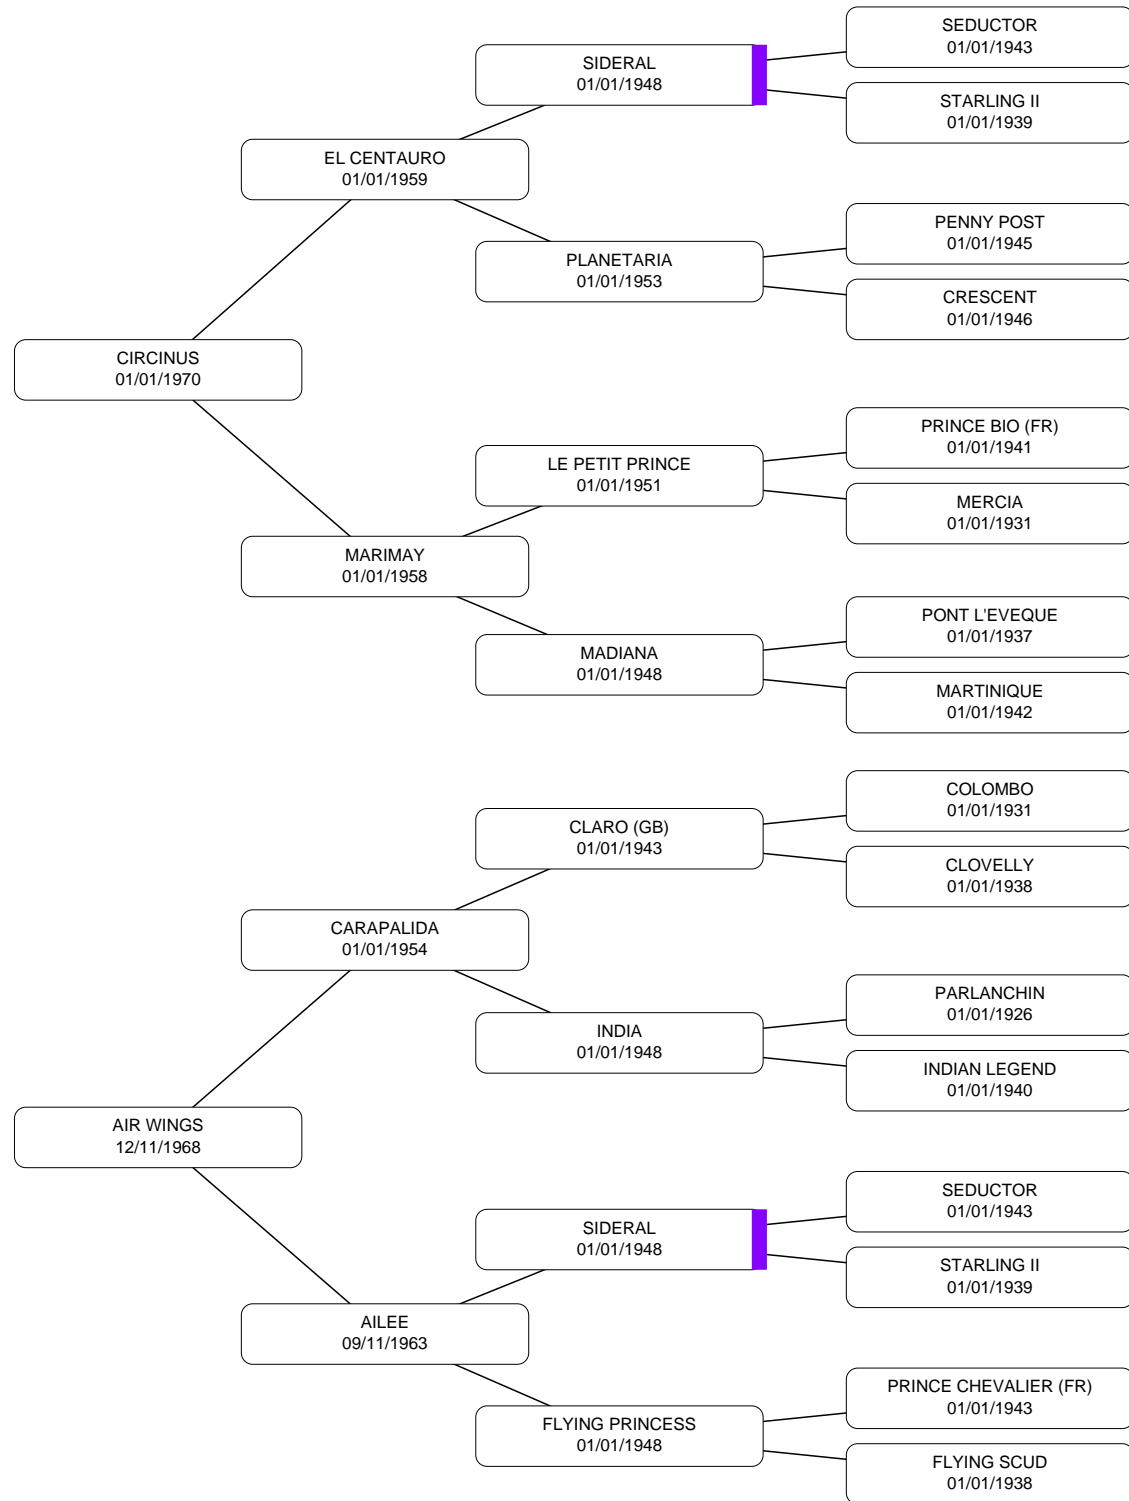 SEDUCTOR
01/01/1943
SIDERAL
01/01/1948
STARLING II
01/01/1939
EL CENTAURO
01/01/1959
PENNY POST
01/01/1945
PLANETARIA
01/01/1953
CRESCENT
01/01/1946
CIRCINUS
01/01/1970
PRINCE BIO (FR)
01/01/1941
LE PETIT PRINCE
01/01/1951
MERCIA
01/01/1931
MARIMAY
01/01/1958
PONT L'EVEQUE
01/01/1937
MADIANA
01/01/1948
MARTINIQUE
01/01/1942
COLOMBO
01/01/1931
CLARO (GB)
01/01/1943
CLOVELLY
01/01/1938
CARAPALIDA
01/01/1954
PARLANCHIN
01/01/1926
INDIA
01/01/1948
INDIAN LEGEND
01/01/1940
AIR WINGS
12/11/1968
SEDUCTOR
01/01/1943
SIDERAL
01/01/1948
STARLING II
01/01/1939
AILEE
09/11/1963
PRINCE CHEVALIER (FR)
01/01/1943
FLYING PRINCESS
01/01/1948
FLYING SCUD
01/01/1938